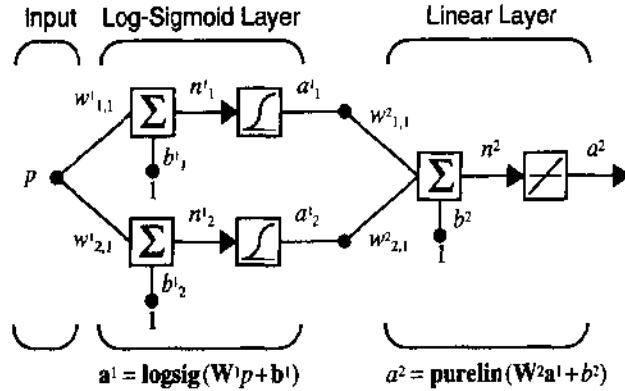 Input Log-Sigmoid Layer Linear Layer
w¹₁,₁ n¹₁ a¹₁ w²₁,₁
Σ
b¹₁
1
p
Σ n² a²
w¹₂,₁ n¹₂ a¹₂ w²₂,₁
Σ
b²
1
b¹₂
1
a¹ = logsig(W¹p+b¹) a² = purelin(W²a¹+b²)